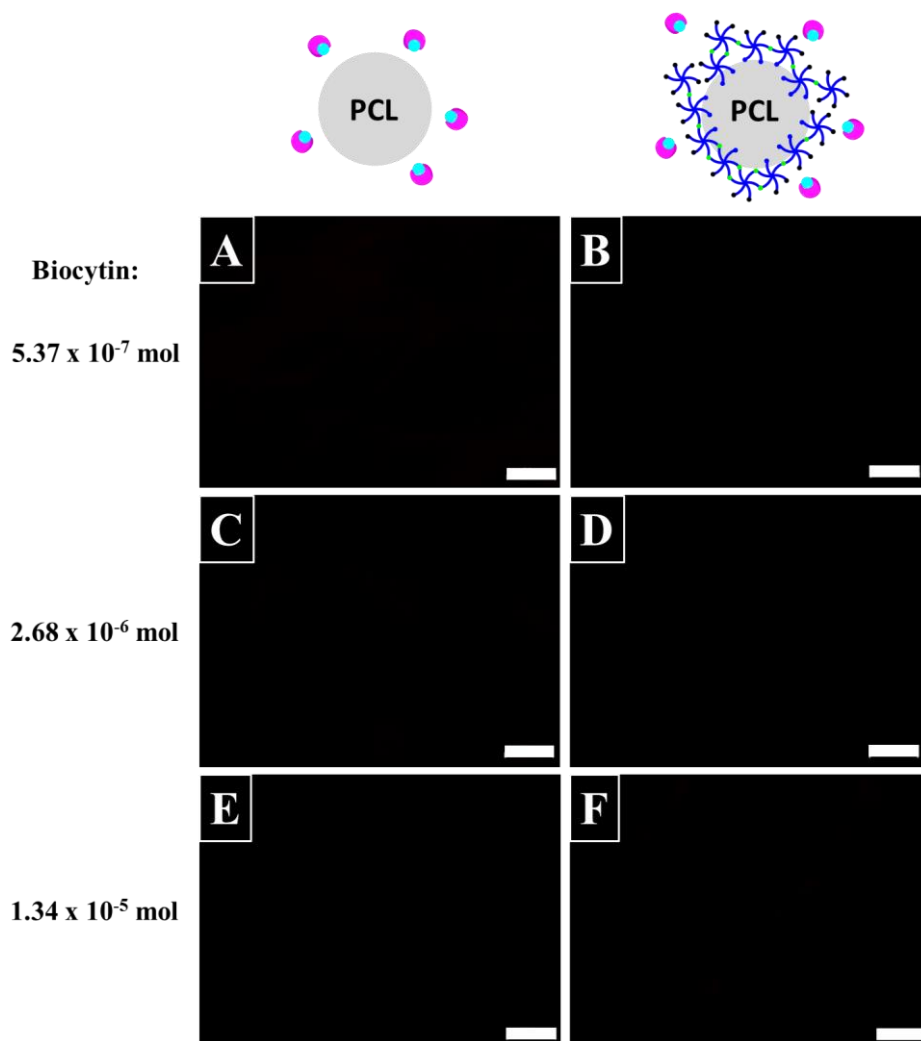 PCL
PCL
A
B
Biocytin:
5.37 x 10⁻⁷ mol
C
D
2.68 x 10⁻⁶ mol
E
F
1.34 x 10⁻⁵ mol